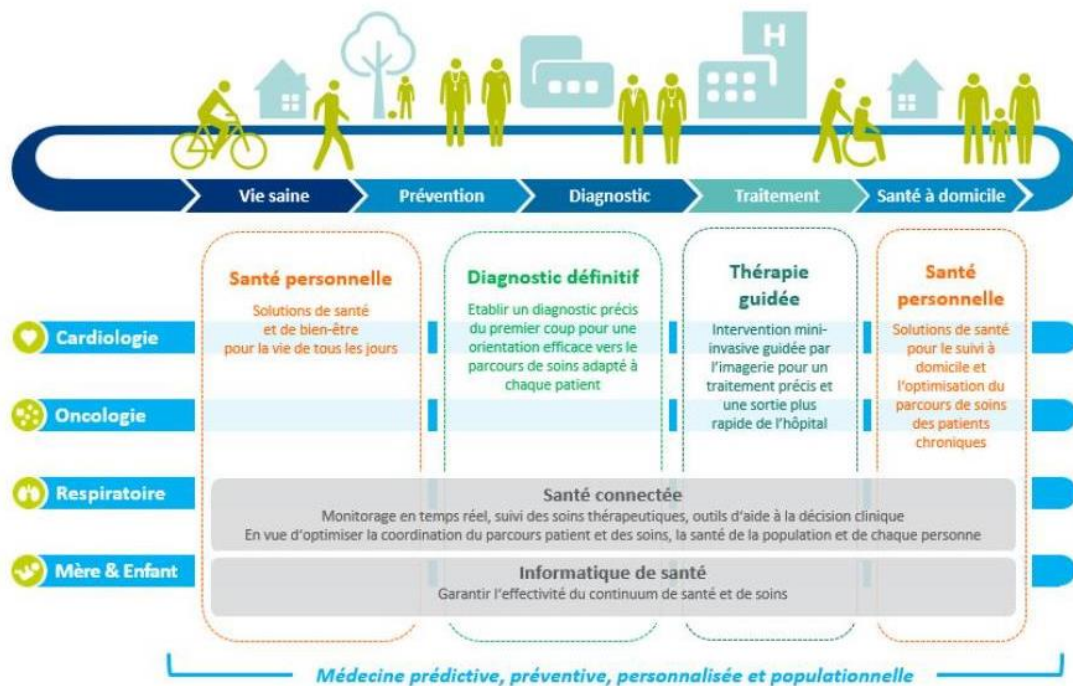 H
Vie saine
Prévention
Diagnostic
Traitement
Santé à domicile
Santé personnelle
Solutions de santé
et de bien-être
pour la vie de tous les jours
Diagnostic définitif
Etablir un diagnostic précis
du premier coup pour une
orientation efficace vers le
parcours de soins adapté à
chaque patient
Thérapie
guidée
Intervention mini-
invasive guidée par
l'imagerie pour un
traitement précis et
une sortie plus
rapide de l'hôpital
Santé
personnelle
Solutions de santé
pour le suivi à
domicile et
l'optimisation du
parcours de soins
des patients
chroniques
Cardiologie
Oncologie
Respiratoire
Mère & Enfant
Santé connectée
Monitorage en temps réel, suivi des soins thérapeutiques, outils d'aide à la décision clinique
En vue d'optimiser la coordination du parcours patient et des soins, la santé de la population et de chaque personne
Informatique de santé
Garantir l'effectivité du continuum de santé et de soins
Médecine prédictive, préventive, personnalisée et populationnelle